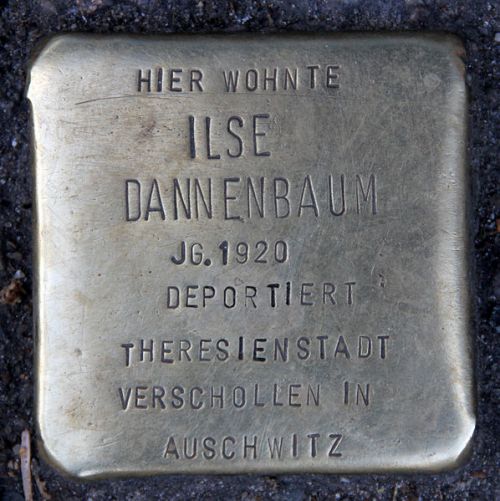 HIER WOHNTE
ILSE
DANNENBAUM
JG.1920
DEPORTIERT
THERESIENSTADT
VERSCHOLLEN IN
AUSCHWITZ